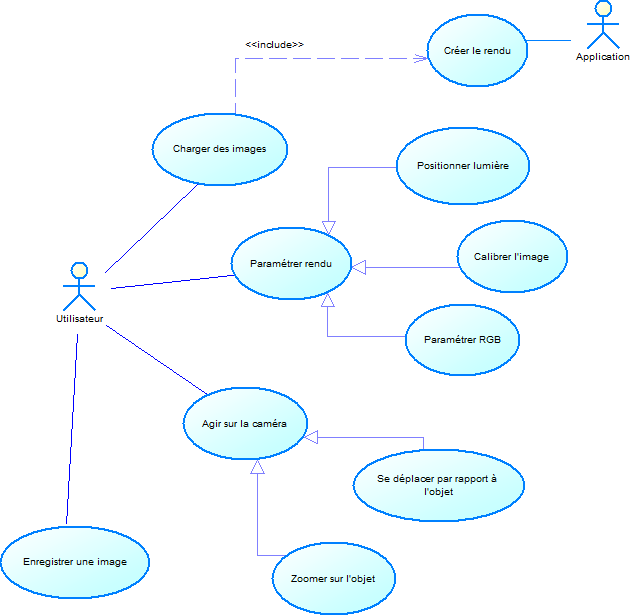 <<include>>
Créer le rendu
Application
Charger des images
Positionner lumière
Paramétrer rendu
Calibrer l'image
Utilisateur
Paramétrer RGB
Agir sur la caméra
Se déplacer par rapport à
l'objet
Enregistrer une image
Zoomer sur l'objet